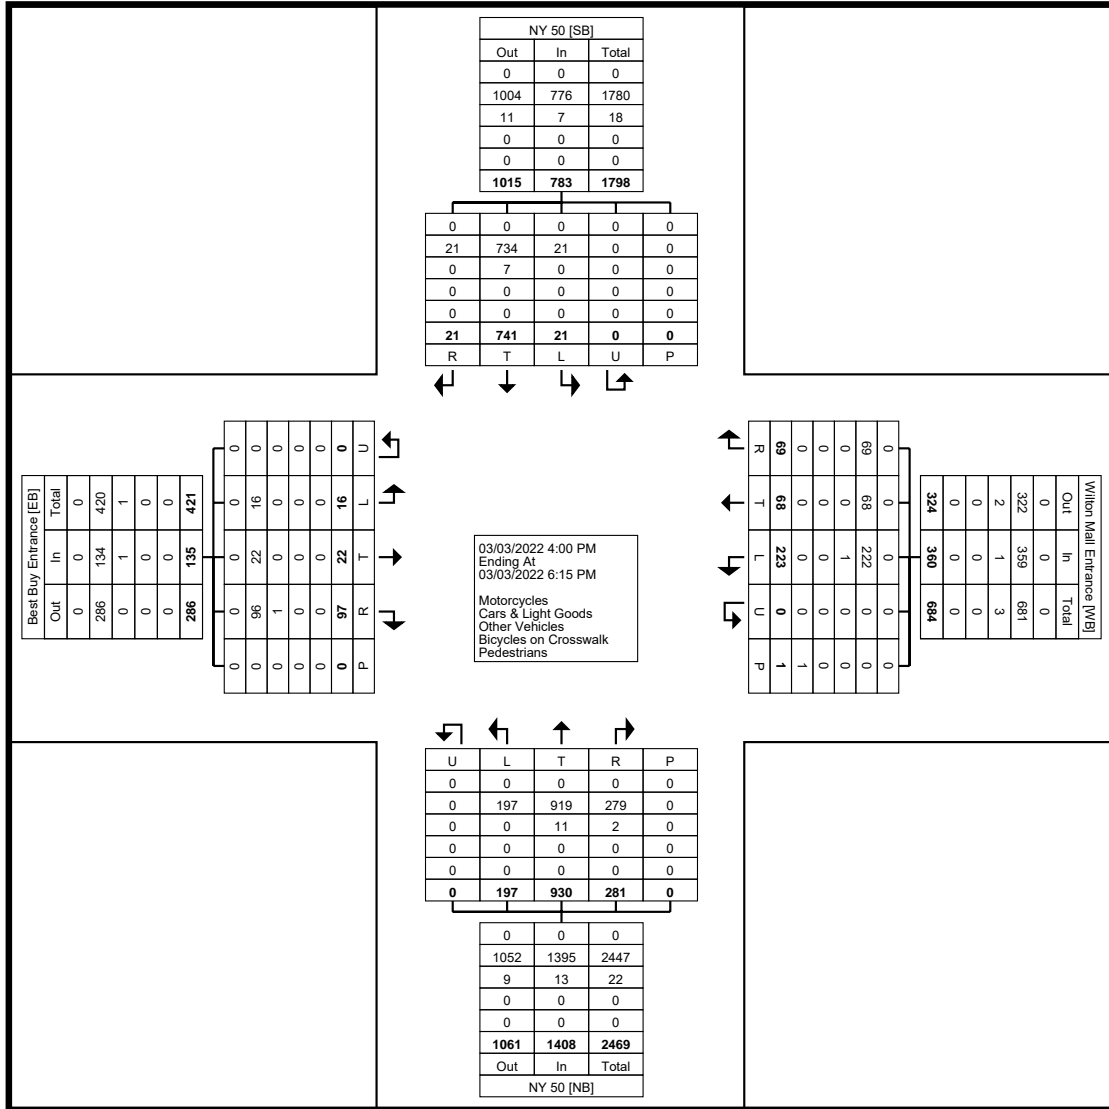 NY 50 [SB]
Out In Total
0 0 0
1004 776 1780
11 7 18
0 0 0
0 0 0
1015 783 1798
0 0 0 0 0
21 734 21 0 0
0 7 0 0 0
0 0 0 0 0
0 0 0 0 0
21 741 21 0 0
R T L U P
Best Buy Entrance [EB]
Out In Total
0 0 0
286 134 420
0 1 1
0 0 0
0 0 0
286 135 421
0 0 0 0 0
0 96 22 16 0
0 1 0 0 0
0 0 0 0 0
0 0 0 0 0
0 97 22 16 0
P R T L U
03/03/2022 4:00 PM
Ending At
03/03/2022 6:15 PM
Motorcycles
Cars & Light Goods
Other Vehicles
Bicycles on Crosswalk
Pedestrians
Wilton Mall Entrance [WB]
Out In Total
0 0 0
322 359 681
2 1 3
0 0 0
0 0 0
324 360 684
0 0 0 0 0
69 68 222 0 0
0 0 1 0 0
0 0 0 0 0
0 0 0 0 1
69 68 223 0 1
R T L U P
U L T R P
0 0 0 0 0
0 197 919 279 0
0 0 11 2 0
0 0 0 0 0
0 0 0 0 0
0 197 930 281 0
0 0 0
1052 1395 2447
9 13 22
0 0 0
0 0 0
1061 1408 2469
Out In Total
NY 50 [NB]